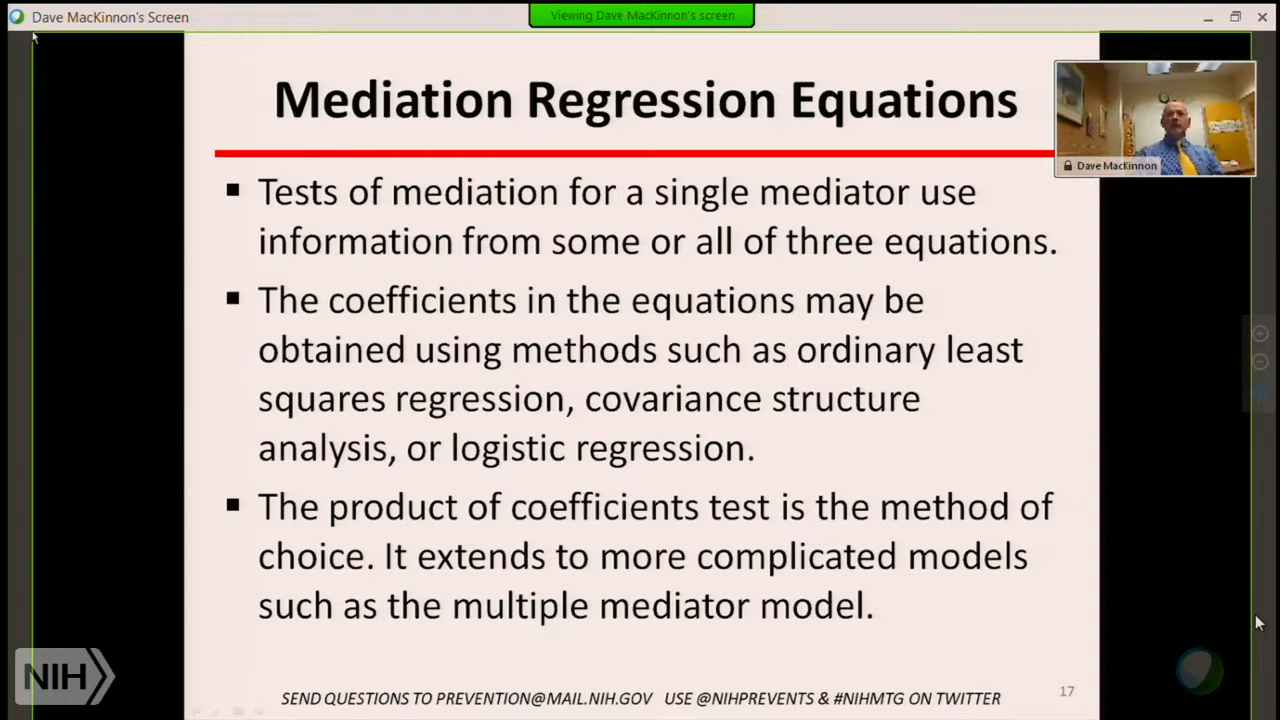 Dave MacKinnon's Screen
Viewing Dave MacKinnon's screen
Mediation Regression Equations
Dave MacKinnon
▪ Tests of mediation for a single mediator use
information from some or all of three equations.
▪ The coefficients in the equations may be
obtained using methods such as ordinary least
squares regression, covariance structure
analysis, or logistic regression.
▪ The product of coefficients test is the method of
choice. It extends to more complicated models
such as the multiple mediator model.
NIH
SEND QUESTIONS TO PREVENTION@MAIL.NIH.GOV USE @NIHPREVENTS & #NIHMTG ON TWITTER
17